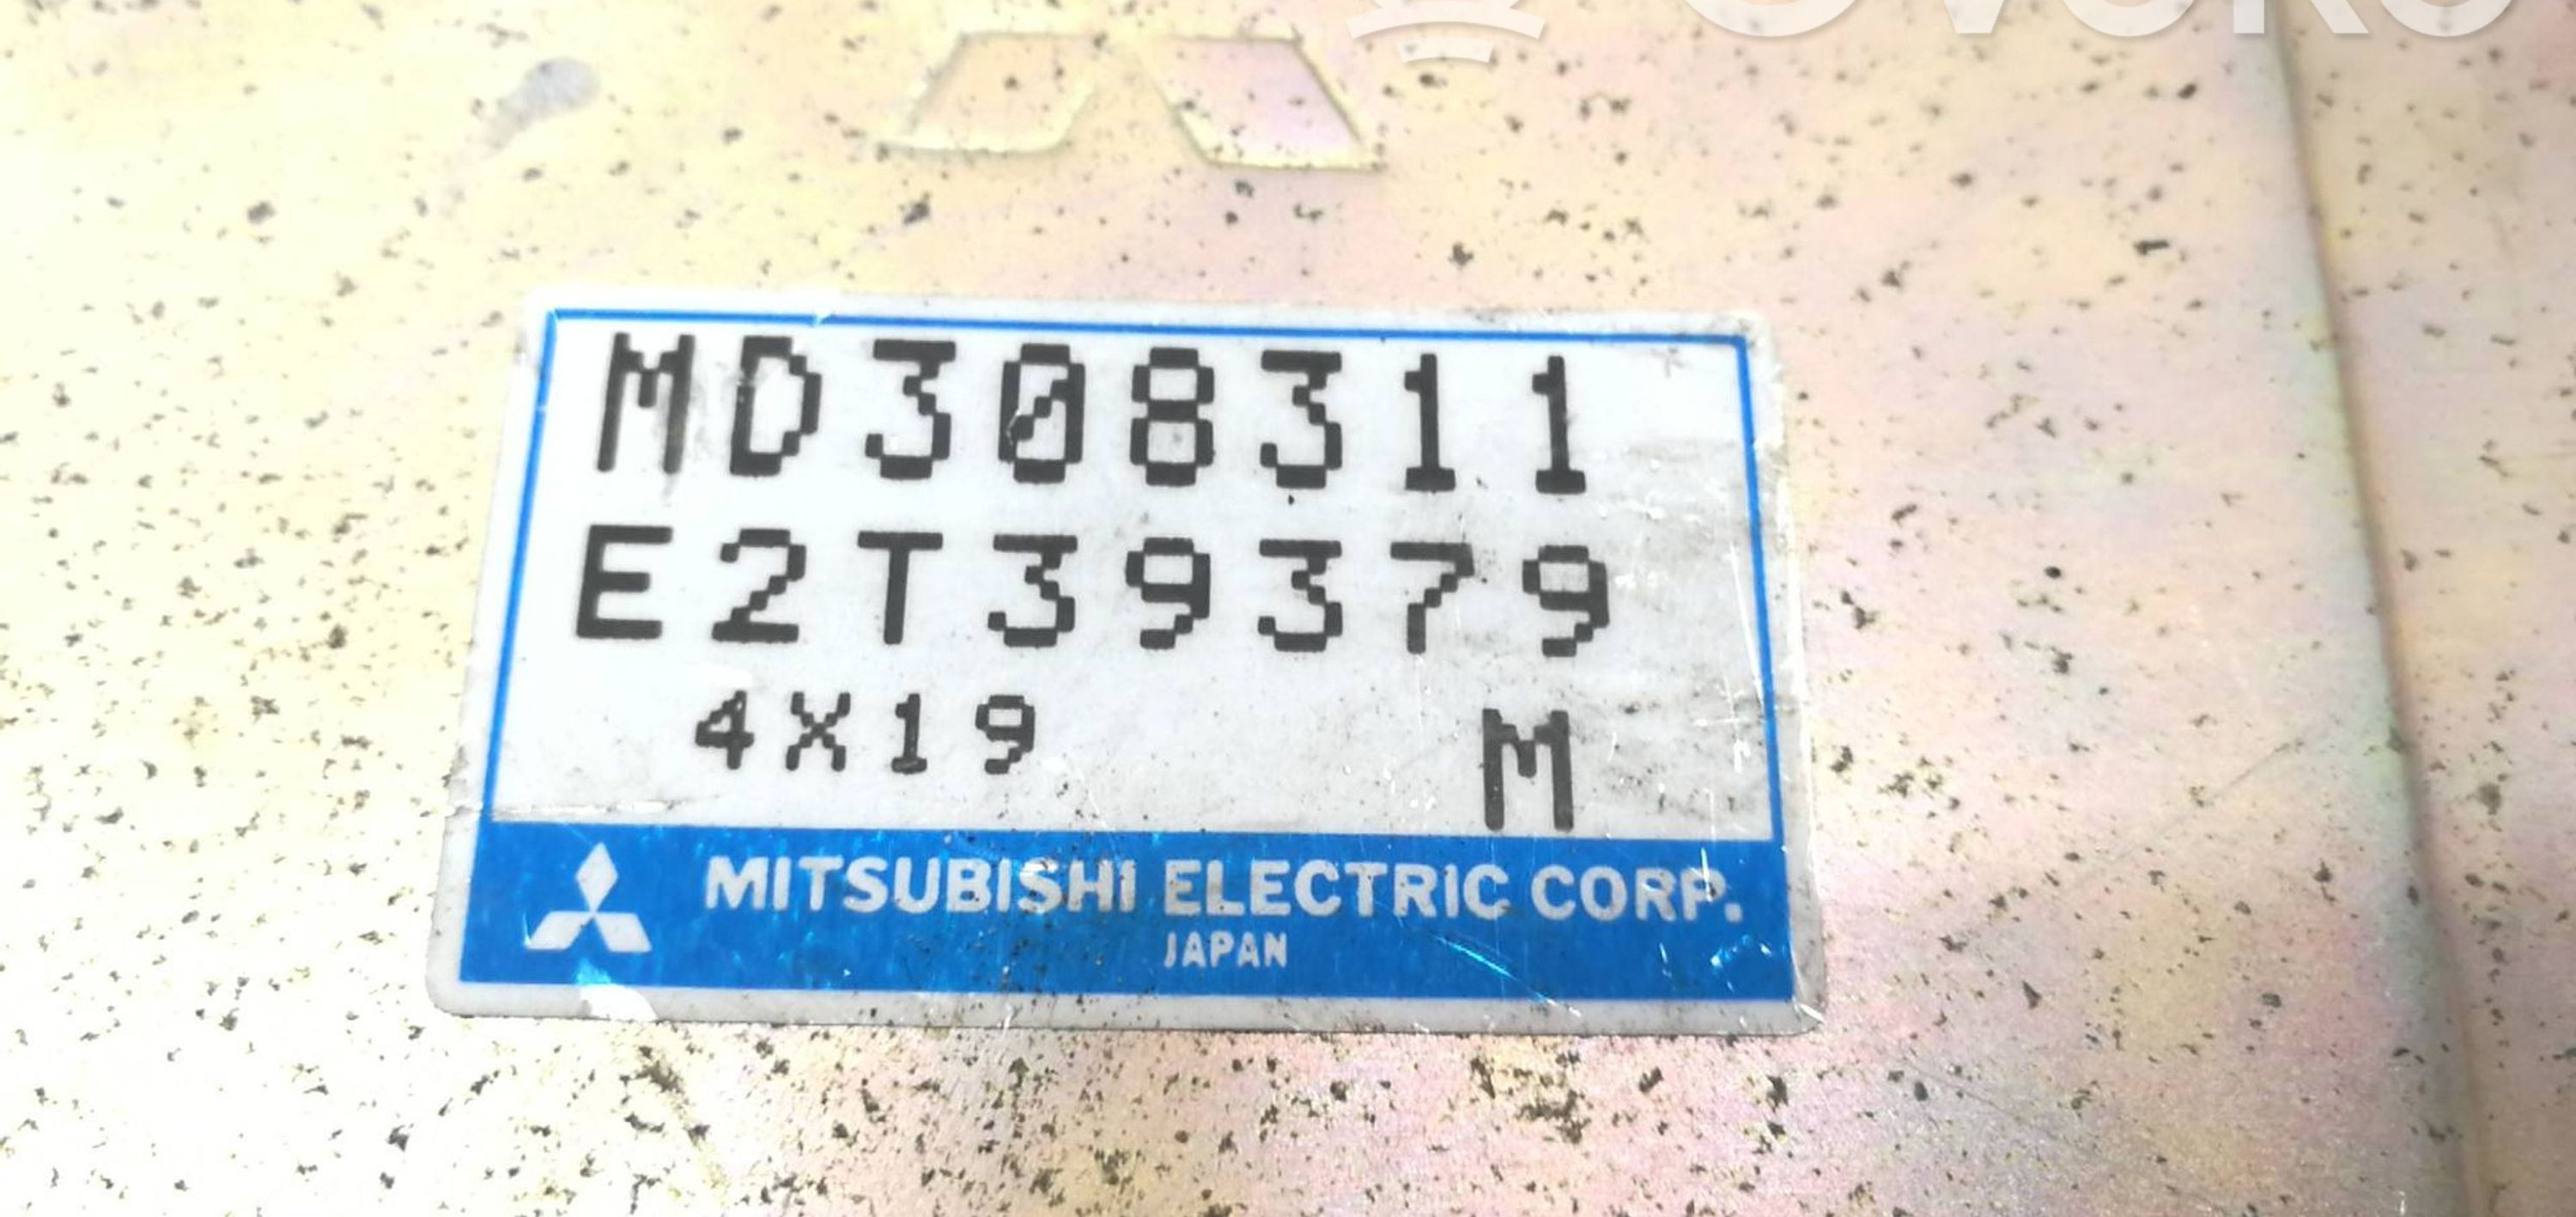 MD308311
E2T39379
4X19 M
MITSUBISHI ELECTRIC CORP.
JAPAN